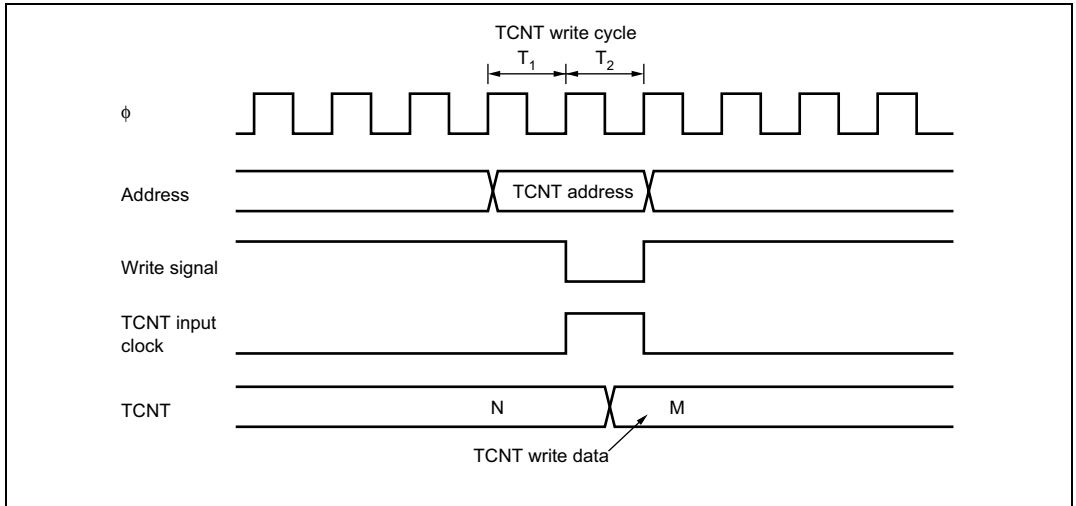 TCNT write cycle
T₁ T₂
ϕ
Address
TCNT address
Write signal
TCNT input
clock
TCNT
N
M
TCNT write data